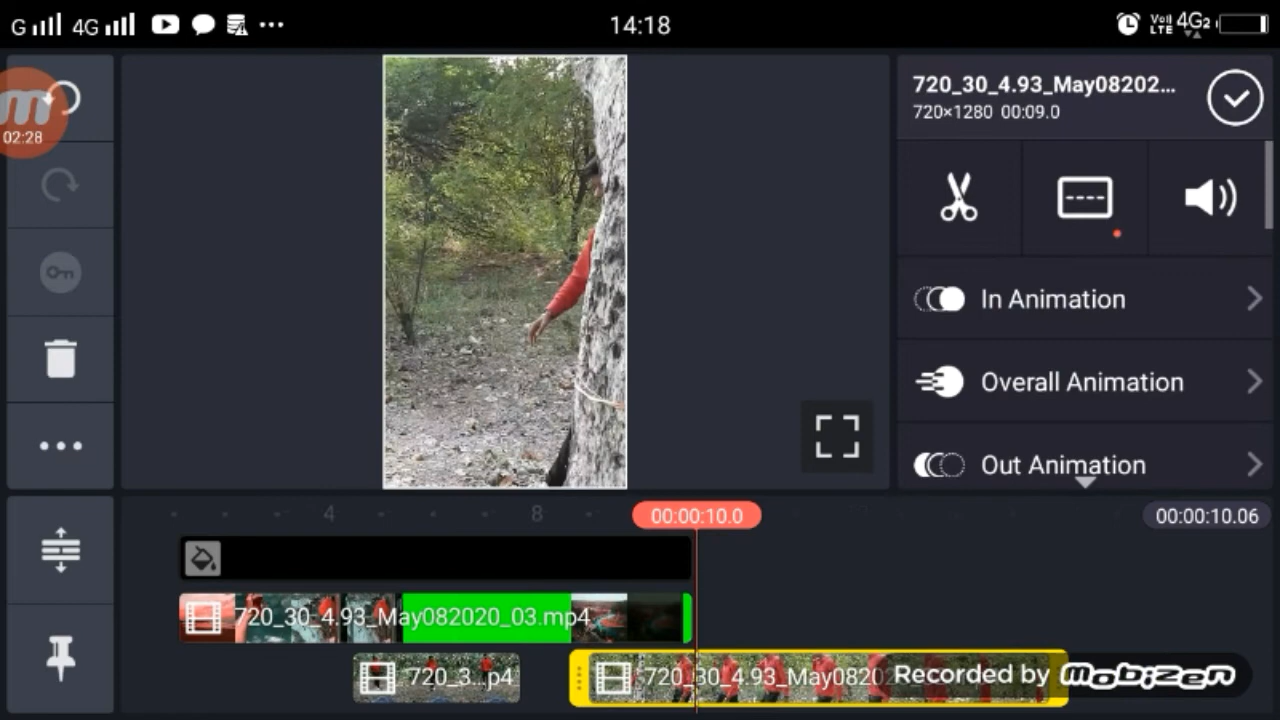 G 4G 14:18 VoLTE 4G2
m
02:28
720_30_4.93_May08202...
720×1280 00:09.0
In Animation
Overall Animation
Out Animation
4 8 00:00:10.0 00:00:10.06
720_30_4.93_May082020_03.mp4
720_3...p4
720_30_4.93_May0820
Recorded by mobizen